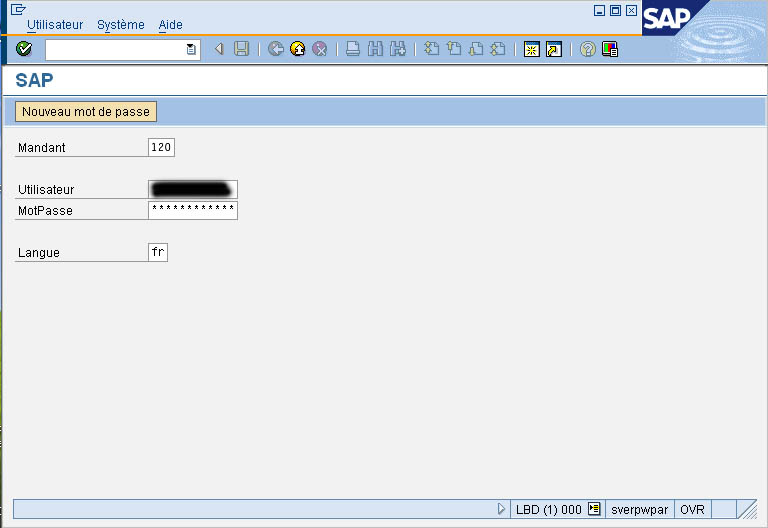 Utilisateur Système Aide
SAP
SAP
Nouveau mot de passe
Mandant 120
Utilisateur
MotPasse ************
Langue fr
LBD (1) 000 sverpwpar OVR